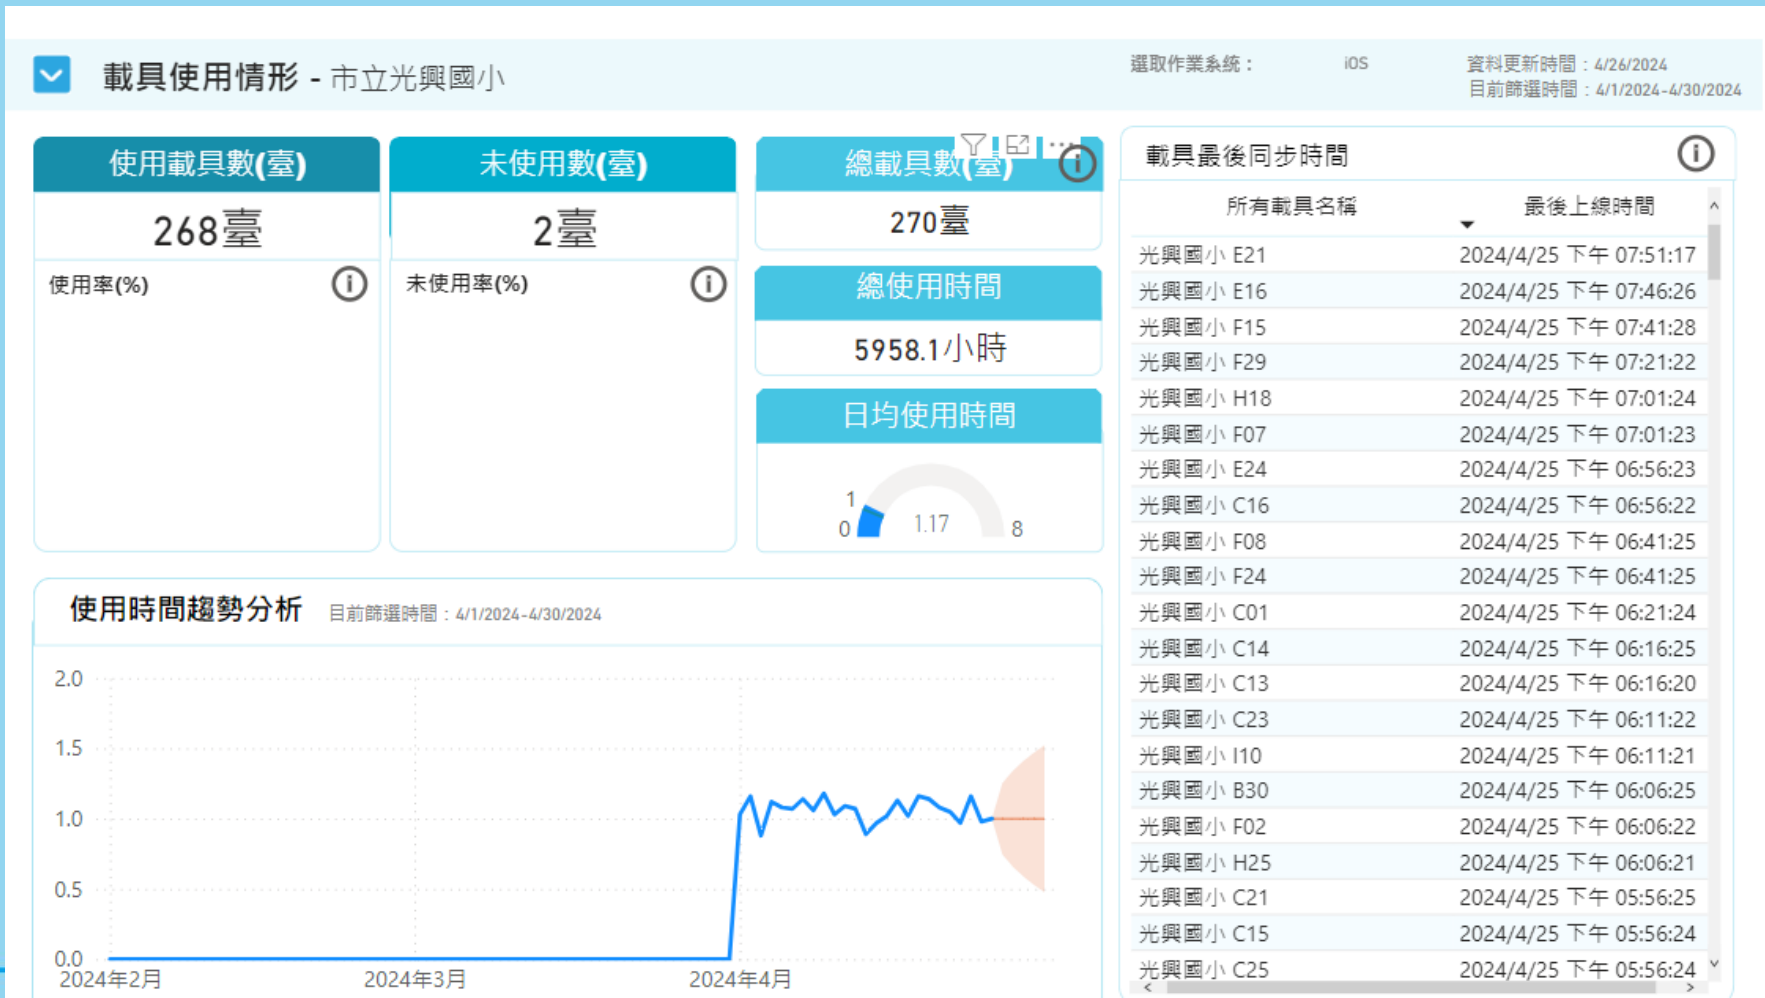 載具使用情形 - 市立光興國小
選取作業系統：
iOS
資料更新時間：4/26/2024
目前篩選時間：4/1/2024-4/30/2024
使用載具數(臺)
268臺
使用率(%)
未使用數(臺)
2臺
未使用率(%)
總載具數(臺)
270臺
總使用時間
5958.1小時
日均使用時間
1
0
1.17
8
使用時間趨勢分析
目前篩選時間：4/1/2024-4/30/2024
2.0
1.5
1.0
0.5
0.0
2024年2月
2024年3月
2024年4月
載具最後同步時間
所有載具名稱 最後上線時間
光興國小 E21 2024/4/25 下午 07:51:17
光興國小 E16 2024/4/25 下午 07:46:26
光興國小 F15 2024/4/25 下午 07:41:28
光興國小 F29 2024/4/25 下午 07:21:22
光興國小 H18 2024/4/25 下午 07:01:24
光興國小 F07 2024/4/25 下午 07:01:23
光興國小 E24 2024/4/25 下午 06:56:23
光興國小 C16 2024/4/25 下午 06:56:22
光興國小 F08 2024/4/25 下午 06:41:25
光興國小 F24 2024/4/25 下午 06:41:25
光興國小 C01 2024/4/25 下午 06:21:24
光興國小 C14 2024/4/25 下午 06:16:25
光興國小 C13 2024/4/25 下午 06:16:20
光興國小 C23 2024/4/25 下午 06:11:22
光興國小 I10 2024/4/25 下午 06:11:21
光興國小 B30 2024/4/25 下午 06:06:25
光興國小 F02 2024/4/25 下午 06:06:22
光興國小 H25 2024/4/25 下午 06:06:21
光興國小 C21 2024/4/25 下午 05:56:25
光興國小 C15 2024/4/25 下午 05:56:24
光興國小 C25 2024/4/25 下午 05:56:24